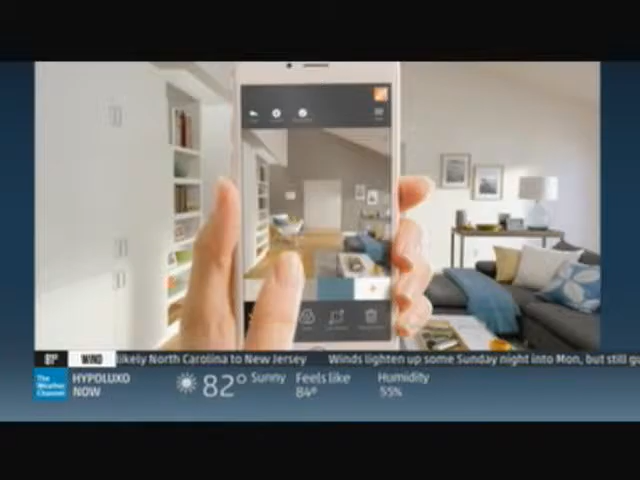 81° WIND likely North Carolina to New Jersey Winds lighten up some Sunday night into Mon, but still gu
The Weather Channel
HYPOLUXO NOW
82° Sunny
Feels like 84°
Humidity 55%